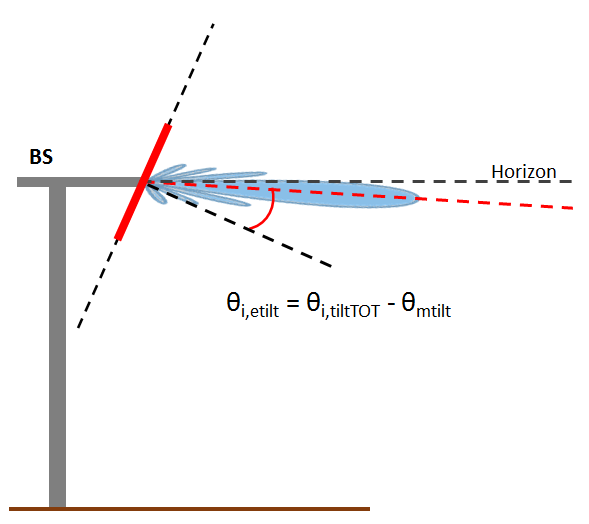 BS
Horizon
θi,etilt = θi,tiltTOT - θmtilt